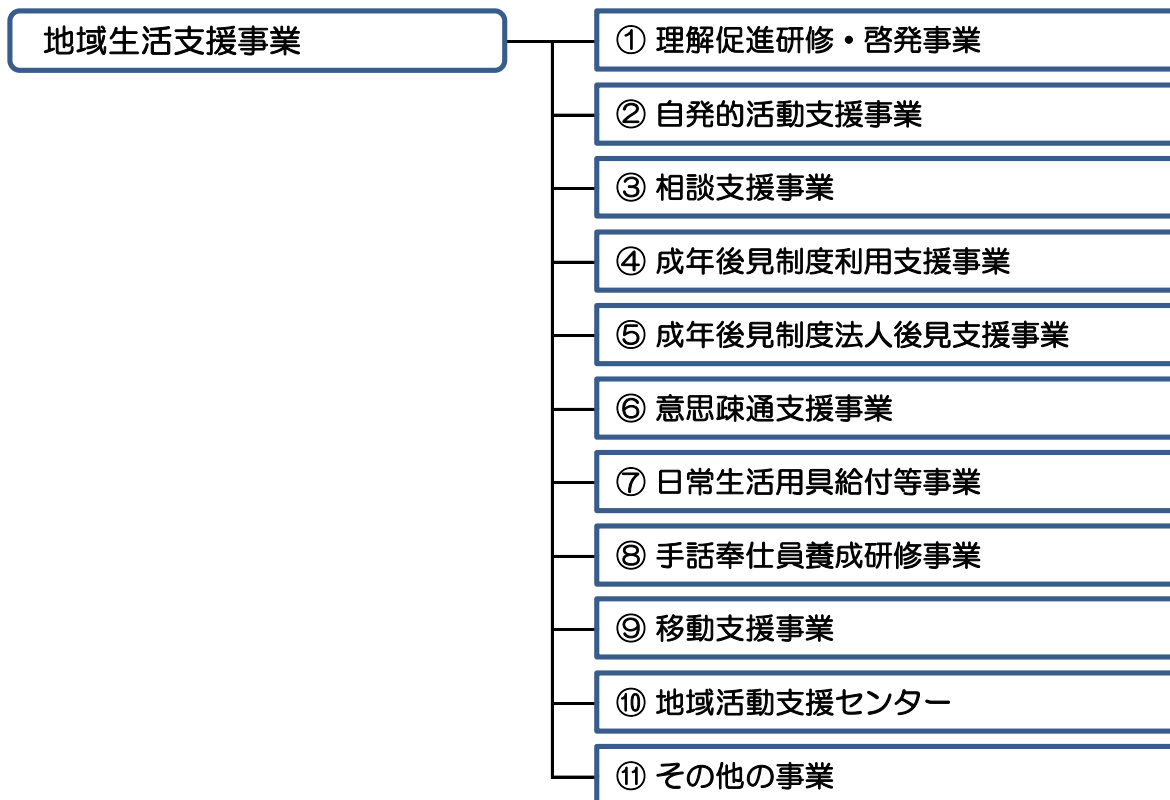 地域生活支援事業
① 理解促進研修・啓発事業
② 自発的活動支援事業
③ 相談支援事業
④ 成年後見制度利用支援事業
⑤ 成年後見制度法人後見支援事業
⑥ 意思疎通支援事業
⑦ 日常生活用具給付等事業
⑧ 手話奉仕員養成研修事業
⑨ 移動支援事業
⑩ 地域活動支援センター
⑪ その他の事業